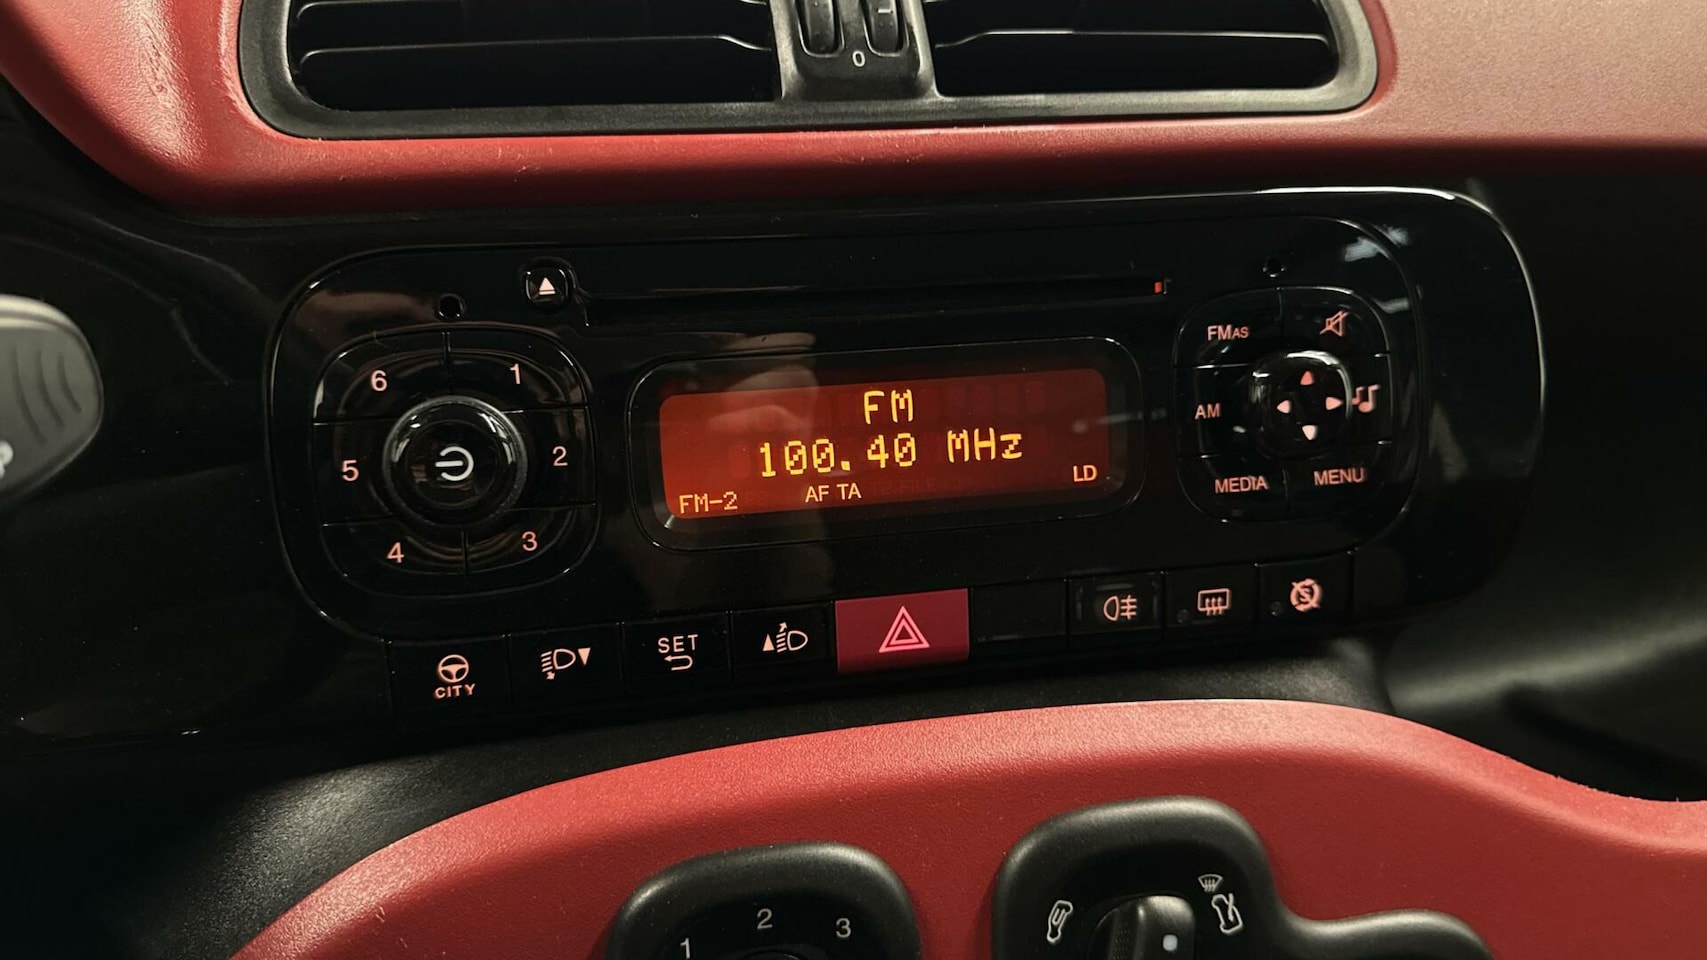 0
6 1
5 2
4 3
FM
100.40 MHz
FM-2 AF TA LD
FMAS
AM
MEDIA MENU
CITY
SET
1 2 3